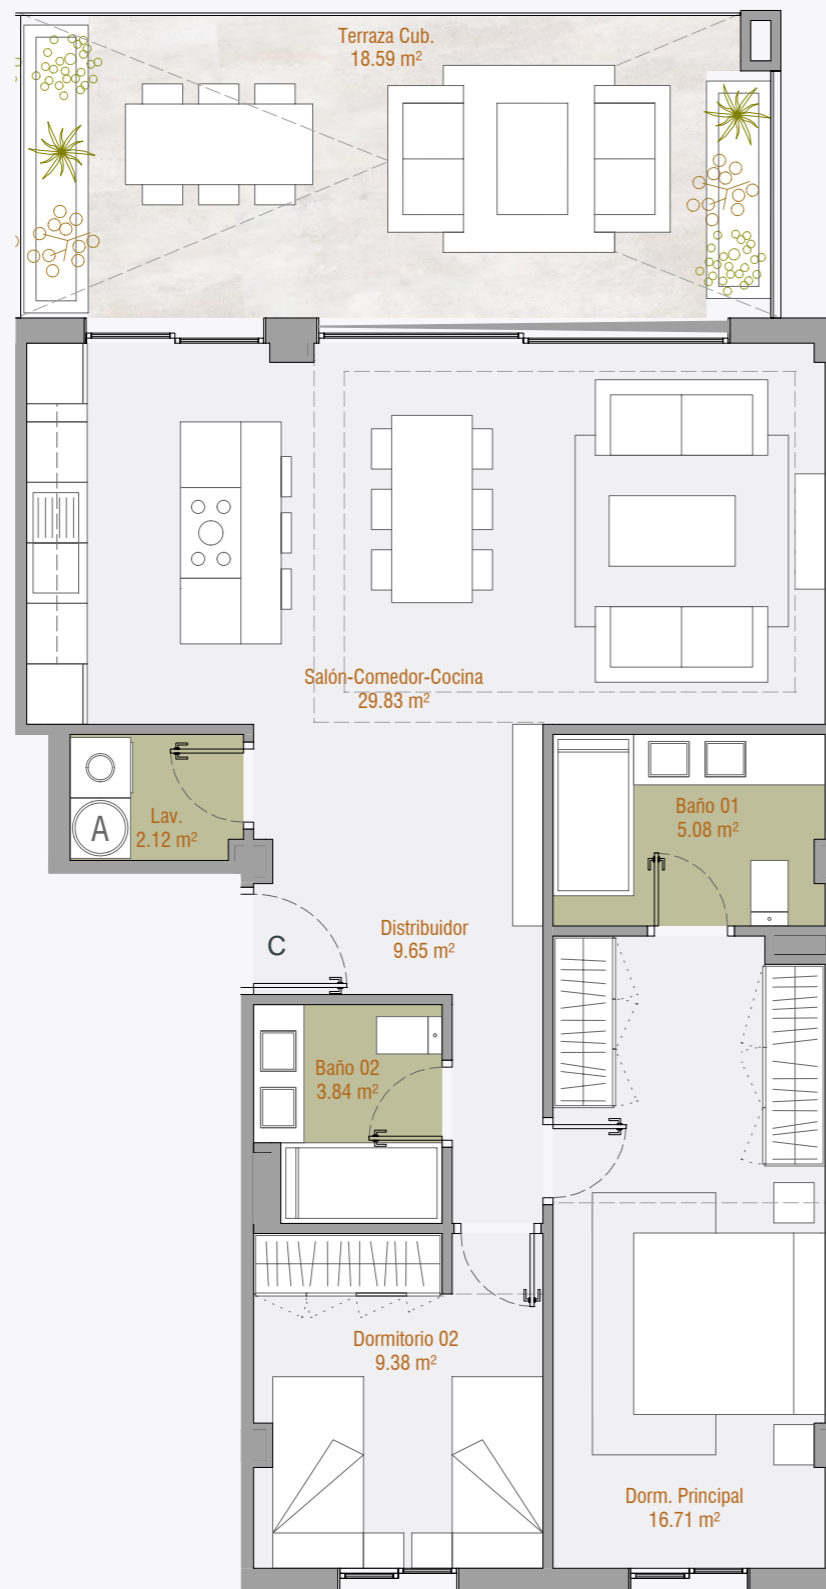 Terraza Cub.
18.59 m²
Salón-Comedor-Cocina
29.83 m²
Lav.
2.12 m²
A
Baño 01
5.08 m²
Distribuidor
9.65 m²
C
Baño 02
3.84 m²
Dormitorio 02
9.38 m²
Dorm. Principal
16.71 m²